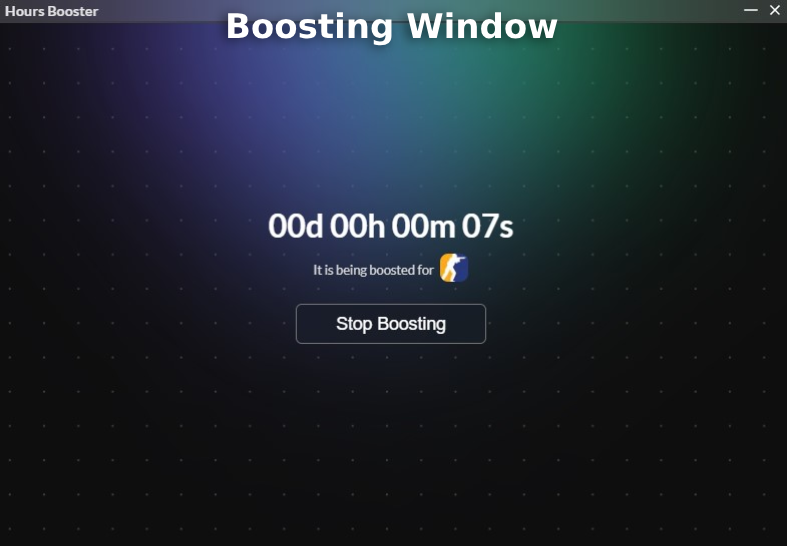 Hours Booster
Boosting Window
00d 00h 00m 07s
It is being boosted for
Stop Boosting